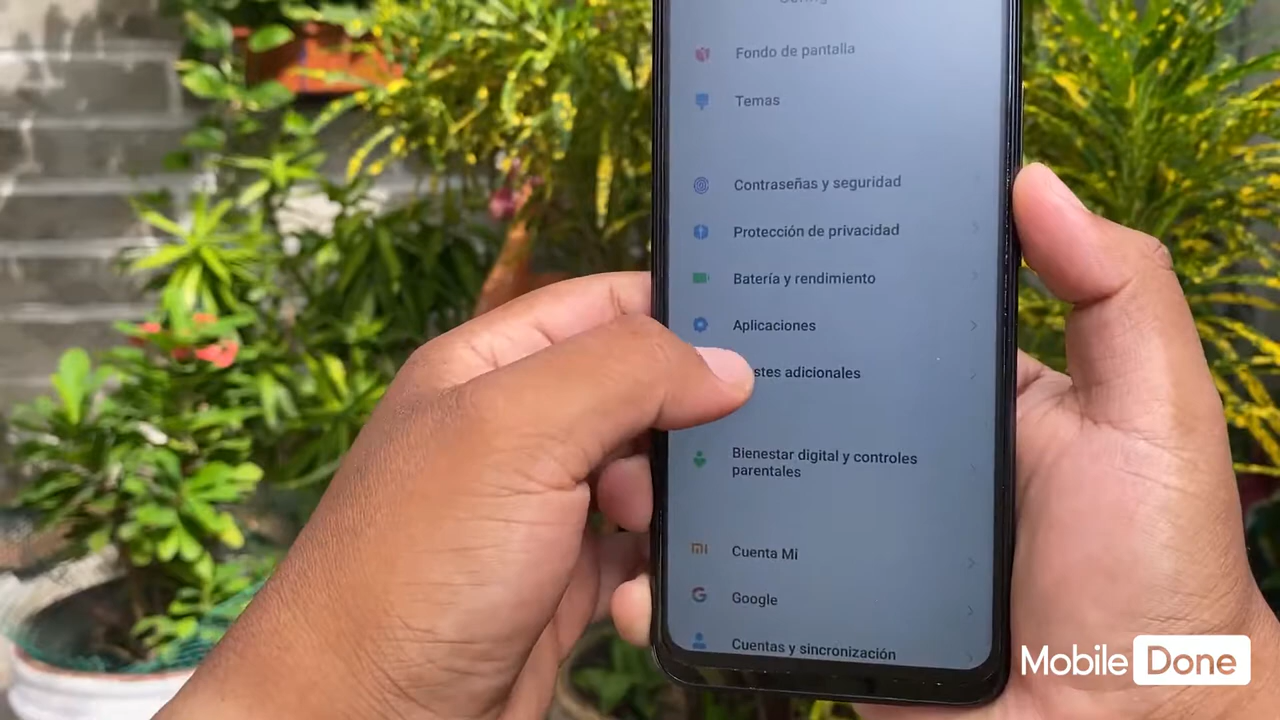 Fondo de pantalla
Temas
Contraseñas y seguridad
Protección de privacidad
Batería y rendimiento
Aplicaciones
stes adicionales
Bienestar digital y controles
parentales
Cuenta Mi
Google
Cuentas y sincronización
Mobile Done